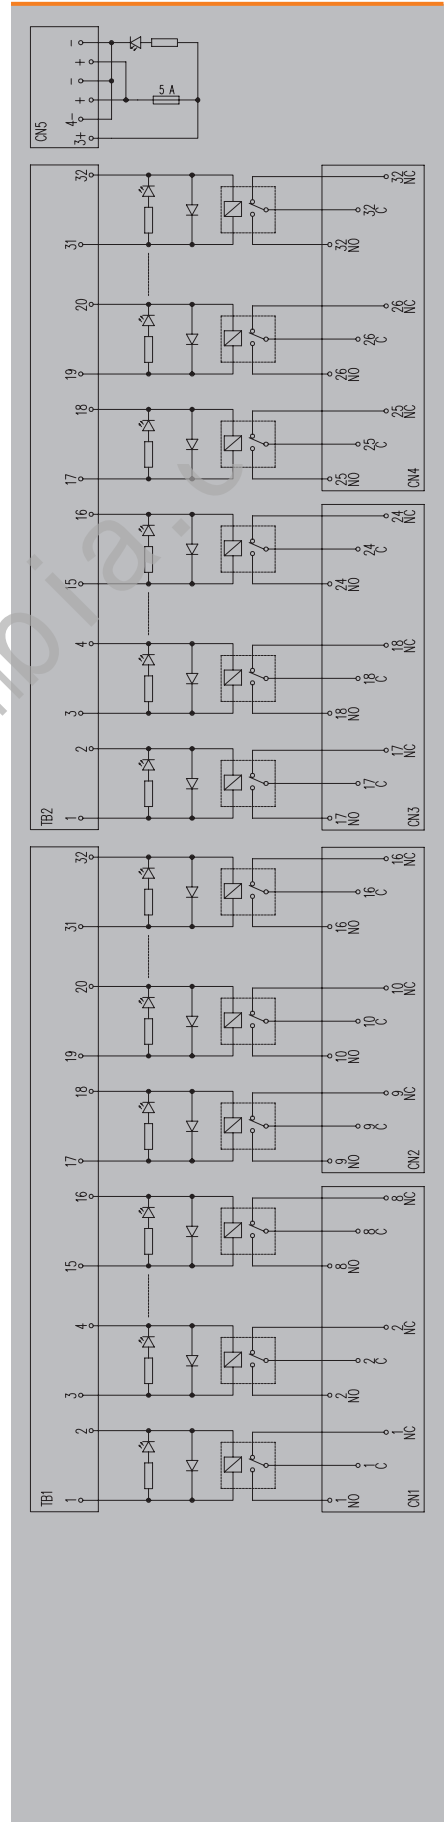 TB1
1 2 3 4 15 16 17 18 19 20 31 32
TB2
1 2 3 4 15 16 17 18 19 20 31 32
CN5
3+ 4- + - + -
5 A
1 NO 1 C 1 NC 2 NO 2 C 2 NC 8 NO 8 C 8 NC
CN1
9 NO 9 C 9 NC 10 NO 10 C 10 NC 16 NO 16 C 16 NC
CN2
17 NO 17 C 17 NC 18 NO 18 C 18 NC 24 NO 24 C 24 NC
CN3
25 NO 25 C 25 NC 26 NO 26 C 26 NC 32 NO 32 C 32 NC
CN4